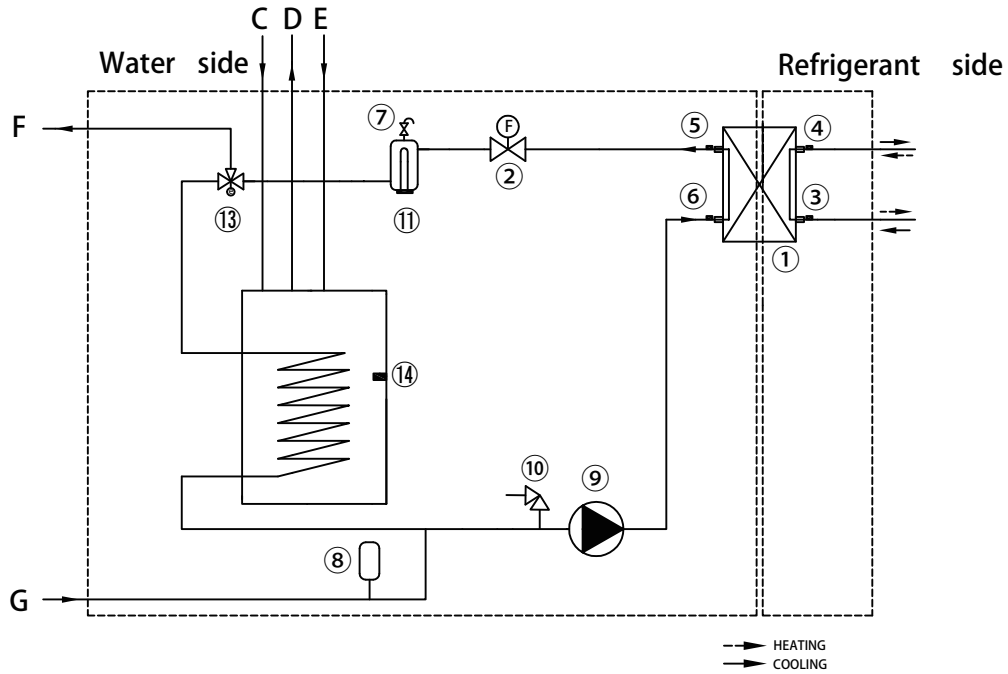 C D E
Water side
Refrigerant side
F
⑦
F
⑤
④
②
⑬
⑪
⑥
③
①
⑭
⑩
⑨
⑧
G
HEATING
COOLING